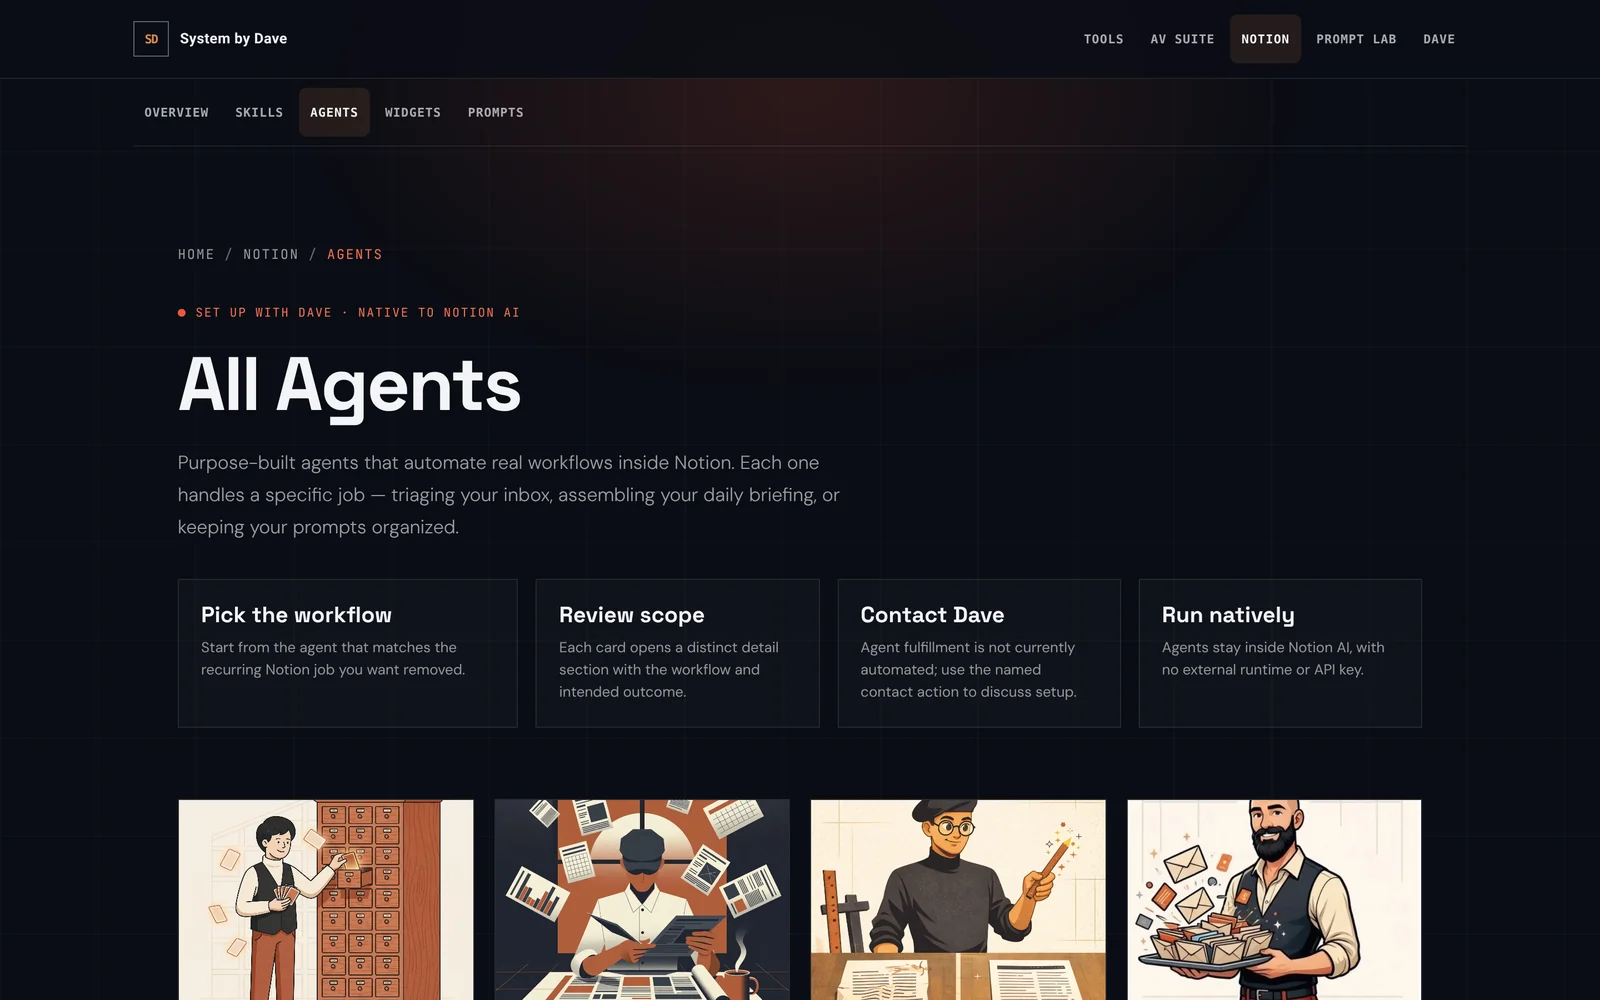 SD
System by Dave
TOOLS
AV SUITE
NOTION
PROMPT LAB
DAVE
OVERVIEW
SKILLS
AGENTS
WIDGETS
PROMPTS
HOME / NOTION / AGENTS
SET UP WITH DAVE · NATIVE TO NOTION AI
All Agents
Purpose-built agents that automate real workflows inside Notion. Each one
handles a specific job — triaging your inbox, assembling your daily briefing, or
keeping your prompts organized.
Pick the workflow
Start from the agent that matches the
recurring Notion job you want removed.
Review scope
Each card opens a distinct detail
section with the workflow and
intended outcome.
Contact Dave
Agent fulfillment is not currently
automated; use the named
contact action to discuss setup.
Run natively
Agents stay inside Notion AI, with
no external runtime or API key.